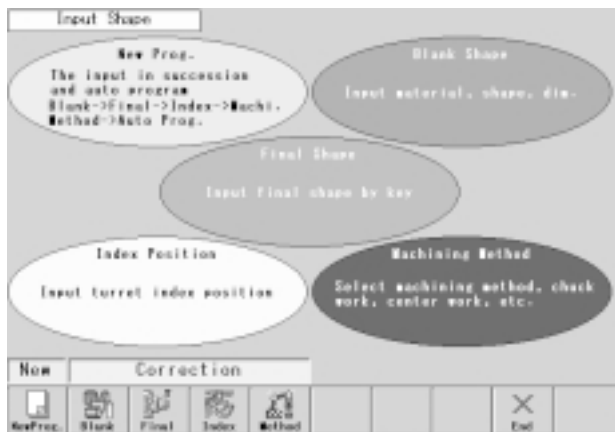 Input Shape
New Prog.
The input in succession
and auto program
Blank->Final->Index->Machi.
Method->Auto Prog.
Blank Shape
Input material, shape, dim.
Final Shape
Input final shape by key
Index Position
Input turret index position
Machining Method
Select machining method, chuck
work, center work, etc.
New
Correction
NewProg.
Blank
Final
Index
Method
End